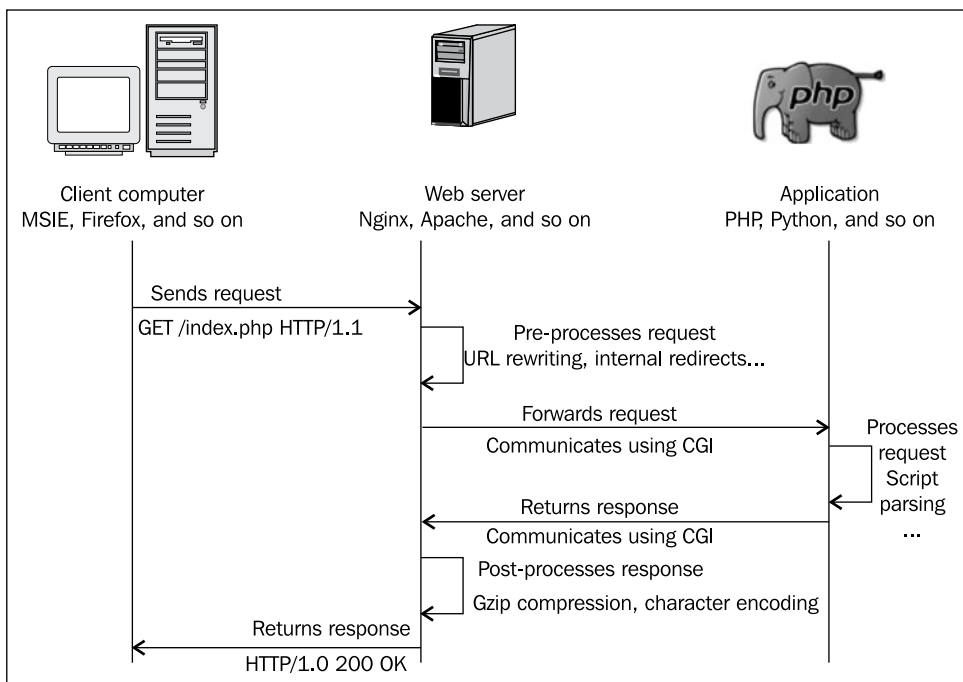 php
Client computer
MSIE, Firefox, and so on
Web server
Nginx, Apache, and so on
Application
PHP, Python, and so on
Sends request
GET /index.php HTTP/1.1
Pre-processes request
URL rewriting, internal redirects...
Forwards request
Communicates using CGI
Processes
request
Script
parsing
...
Returns response
Communicates using CGI
Post-processes response
Gzip compression, character encoding
Returns response
HTTP/1.0 200 OK